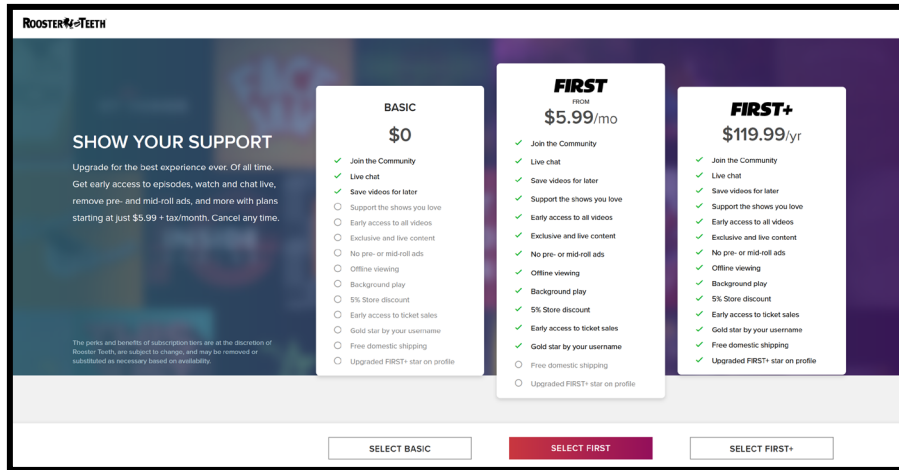 ROOSTER TEETH
SHOW YOUR SUPPORT
Upgrade for the best experience ever. Of all time.
Get early access to episodes, watch and chat live,
remove pre- and mid-roll ads, and more with plans
starting at just $5.99 + tax/month. Cancel any time.
The perks and benefits of subscription tiers are at the discretion of
Rooster Teeth, are subject to change, and may be removed or
substituted as necessary based on availability.
BASIC
$0
Join the Community
Live chat
Save videos for later
Support the shows you love
Early access to all videos
Exclusive and live content
No pre- or mid-roll ads
Offline viewing
Background play
5% Store discount
Early access to ticket sales
Gold star by your username
Free domestic shipping
Upgraded FIRST+ star on profile
FIRST
FROM
$5.99/mo
Join the Community
Live chat
Save videos for later
Support the shows you love
Early access to all videos
Exclusive and live content
No pre- or mid-roll ads
Offline viewing
Background play
5% Store discount
Early access to ticket sales
Gold star by your username
Free domestic shipping
Upgraded FIRST+ star on profile
FIRST+
$119.99/yr
Join the Community
Live chat
Save videos for later
Support the shows you love
Early access to all videos
Exclusive and live content
No pre- or mid-roll ads
Offline viewing
Background play
5% Store discount
Early access to ticket sales
Gold star by your username
Free domestic shipping
Upgraded FIRST+ star on profile
SELECT BASIC
SELECT FIRST
SELECT FIRST+